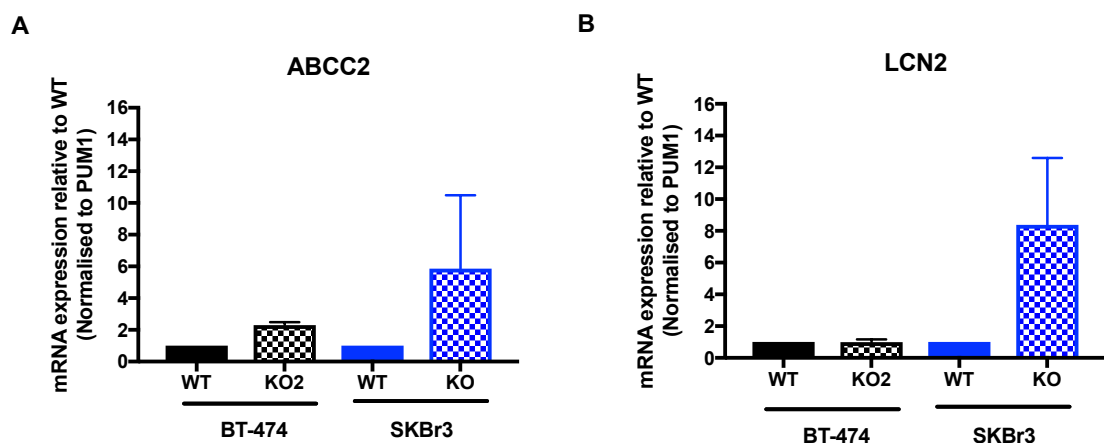 A
ABCC2
mRNA expression relative to WT
(Normalised to PUM1)
16
14
12
10
8
6
4
2
0
WT KO2 WT KO
BT-474 SKBr3
B
LCN2
mRNA expression relative to WT
(Normalised to PUM1)
16
14
12
10
8
6
4
2
0
WT KO2 WT KO
BT-474 SKBr3